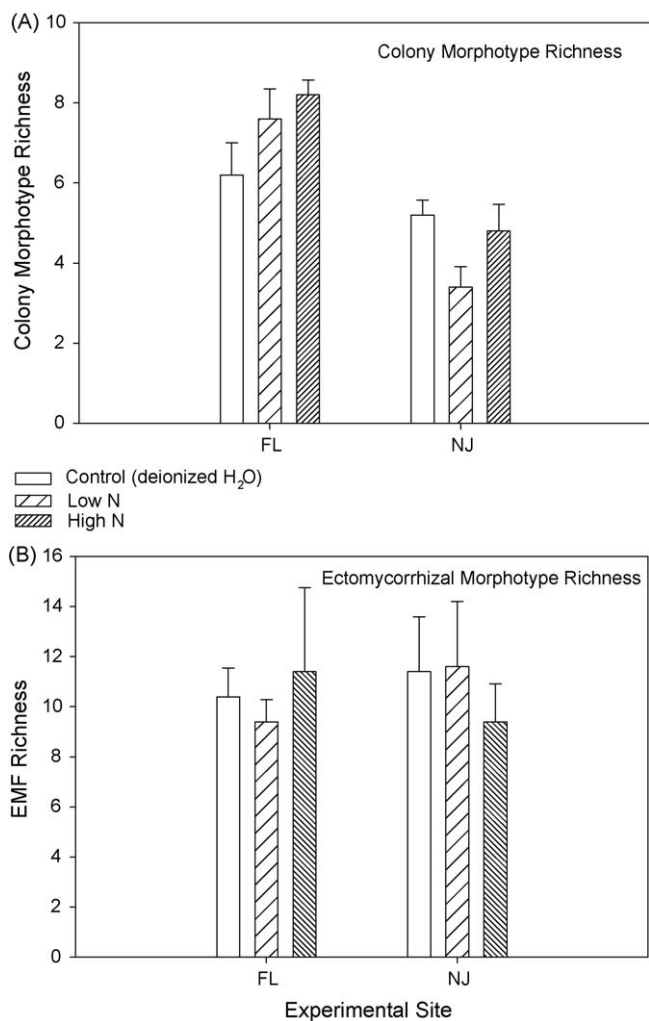 (A)
Colony Morphotype Richness
Colony Morphotype Richness
10
8
6
4
2
0
FL NJ
Control (deionized H₂O)
Low N
High N
(B)
Ectomycorrhizal Morphotype Richness
EMF Richness
16
14
12
10
8
6
4
2
0
FL NJ
Experimental Site